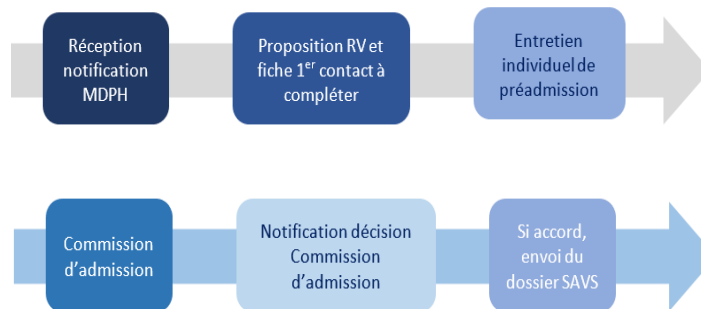 Réception
notification
MDPH
Proposition RV et
fiche 1er contact à
compléter
Entretien
individuel de
préadmission
Commission
d’admission
Notification décision
Commission
d’admission
Si accord,
envoi du
dossier SAVS